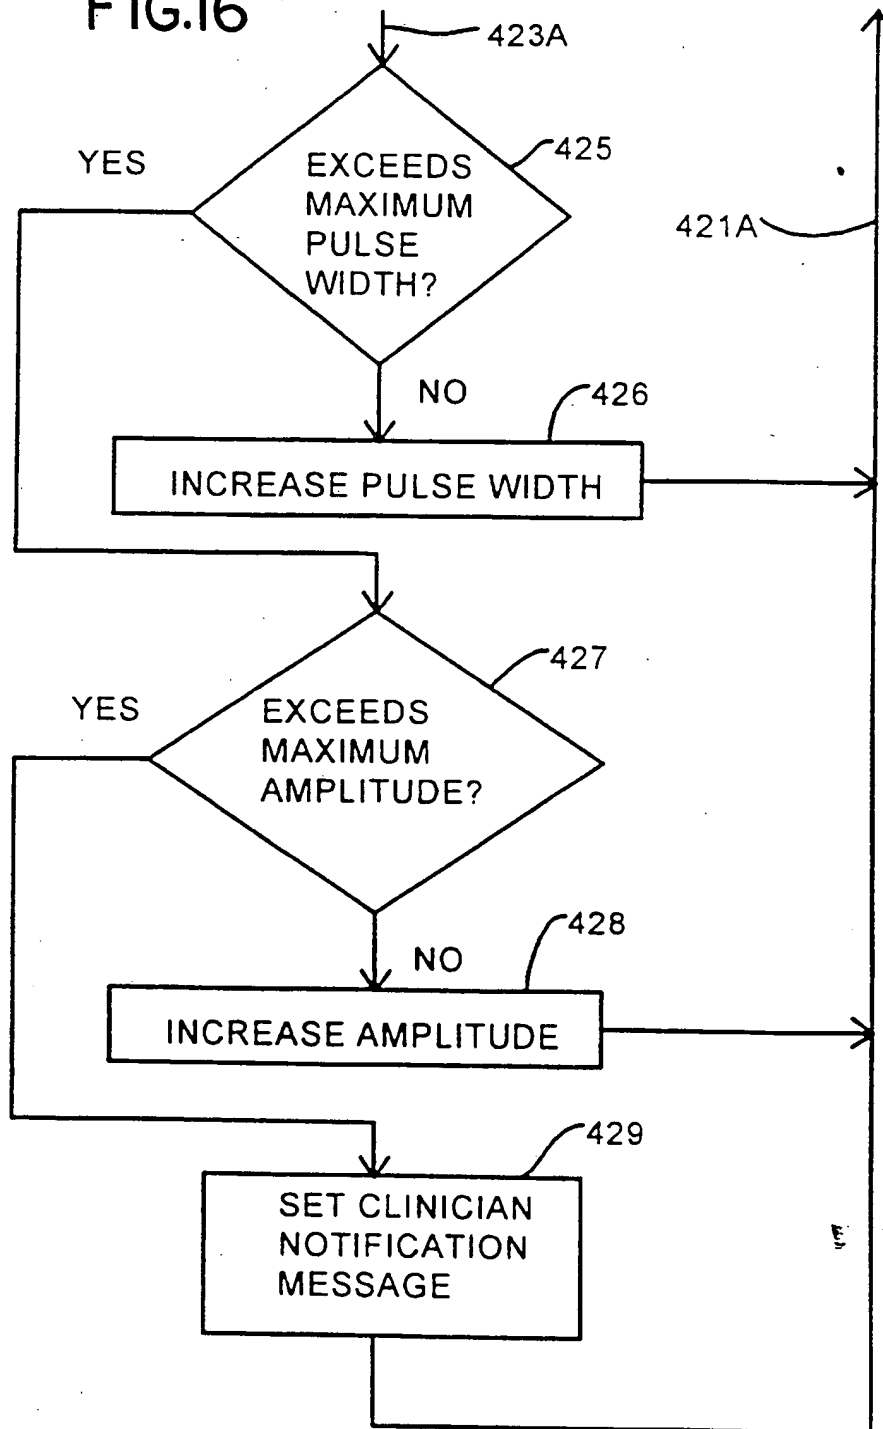 FIG.16
423A
425
YES
EXCEEDS
MAXIMUM
PULSE
WIDTH?
421A
NO
426
INCREASE PULSE WIDTH
427
YES
EXCEEDS
MAXIMUM
AMPLITUDE?
428
NO
INCREASE AMPLITUDE
429
SET CLINICIAN
NOTIFICATION
MESSAGE